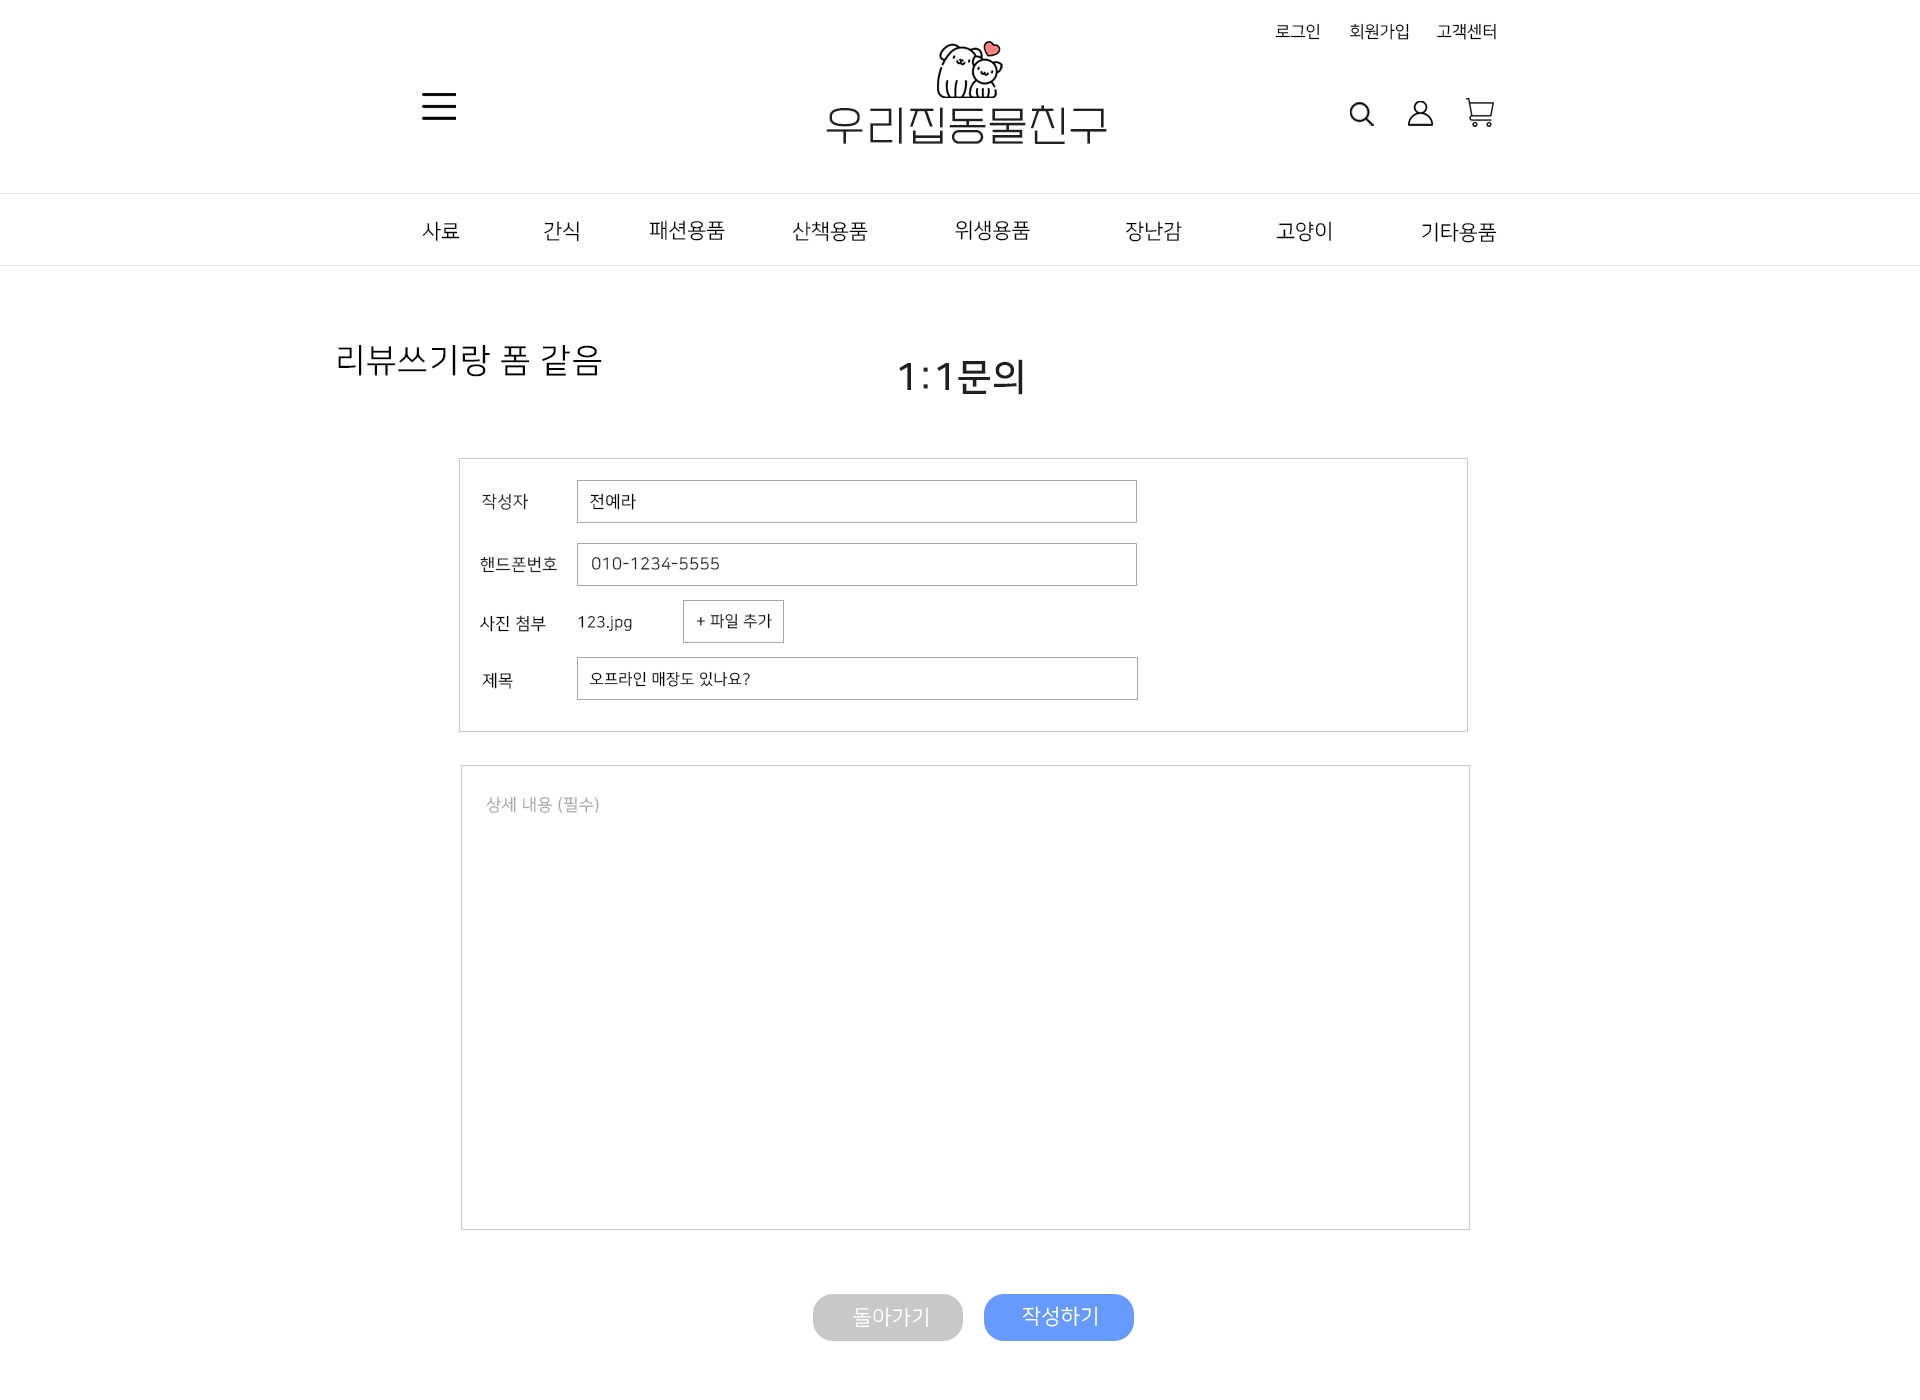 로그인 회원가입 고객센터
우리집동물친구
사료 간식 패션용품 산책용품 위생용품 장난감 고양이 기타용품
리뷰쓰기랑 폼 같음
1:1문의
작성자 전예라
핸드폰번호 010-1234-5555
사진 첨부 123.jpg + 파일 추가
제목 오프라인 매장도 있나요?
상세 내용 (필수)
돌아가기 작성하기